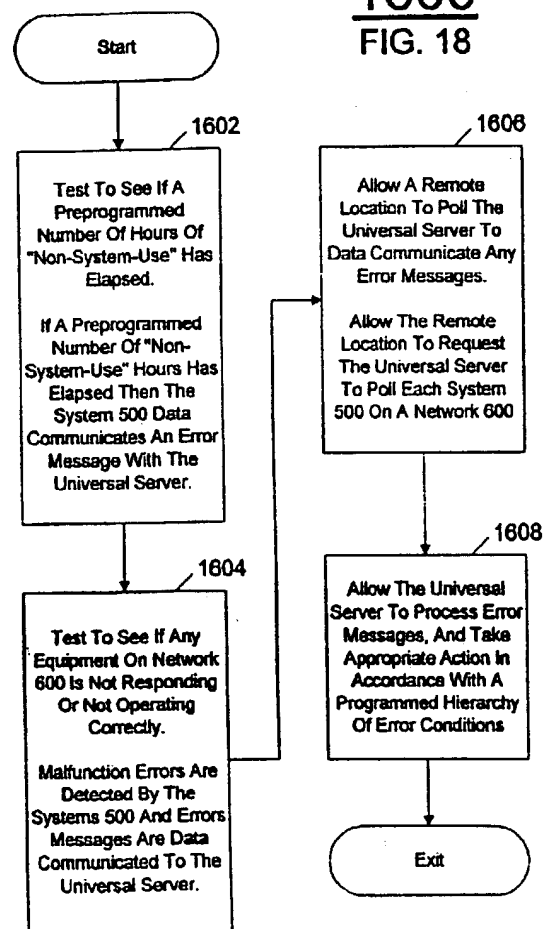 FIG. 18
Start
1602
Test To See If A
Preprogrammed
Number Of Hours Of
"Non-System-Use" Has
Elapsed.
If A Preprogrammed
Number Of "Non-
System-Use" Hours Has
Elapsed Then The
System 500 Data
Communicates An Error
Message With The
Universal Server.
1604
Test To See If Any
Equipment On Network
600 Is Not Responding
Or Not Operating
Correctly.
Malfunction Errors Are
Detected By The
Systems 500 And Errors
Messages Are Data
Communicated To The
Universal Server.
1606
Allow A Remote
Location To Poll The
Universal Server To
Data Communicate Any
Error Messages.
Allow The Remote
Location To Request
The Universal Server
To Poll Each System
500 On A Network 600
1608
Allow The Universal
Server To Process Error
Messages, And Take
Appropriate Action In
Accordance With A
Programmed Hierarchy
Of Error Conditions
Exit